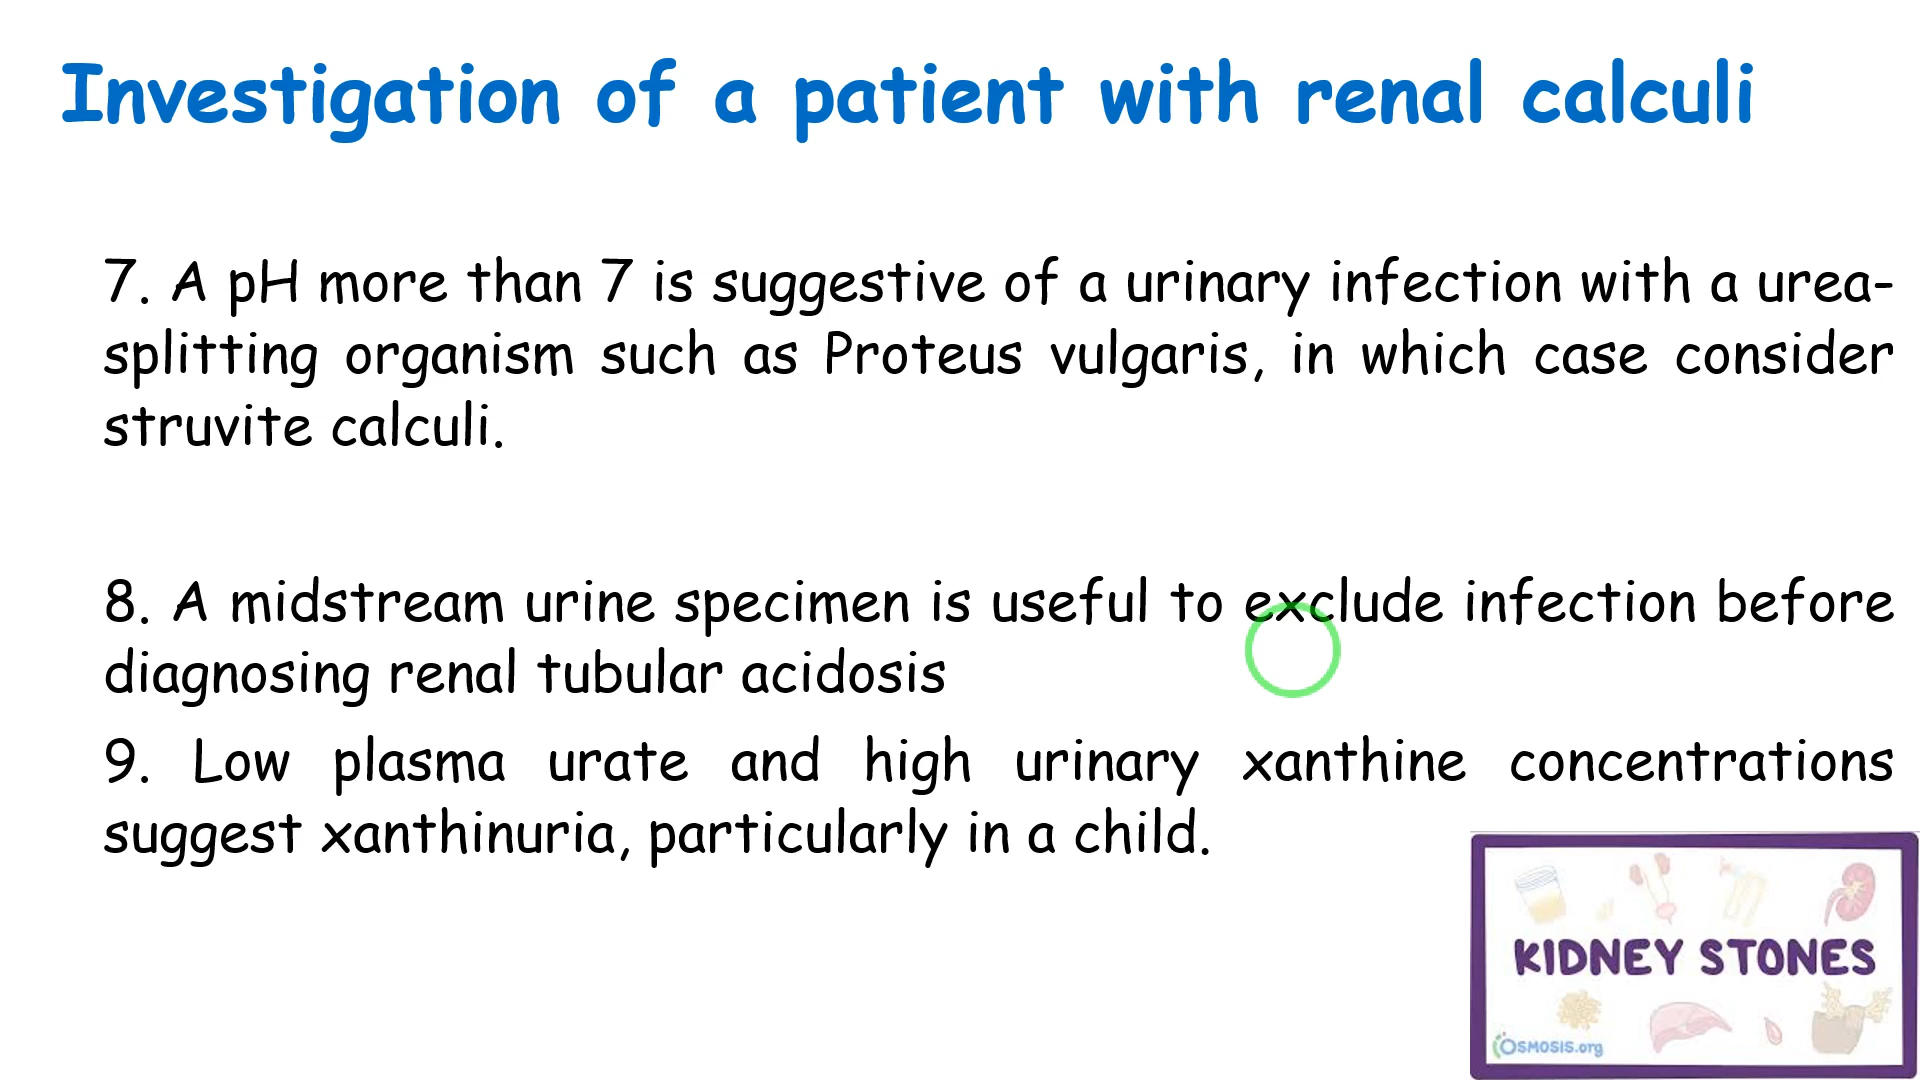 Investigation of a patient with renal calculi
7. A pH more than 7 is suggestive of a urinary infection with a urea-
splitting organism such as Proteus vulgaris, in which case consider
struvite calculi.
8. A midstream urine specimen is useful to exclude infection before
diagnosing renal tubular acidosis
9. Low plasma urate and high urinary xanthine concentrations
suggest xanthinuria, particularly in a child.
KIDNEY STONES
OSMOSIS.org